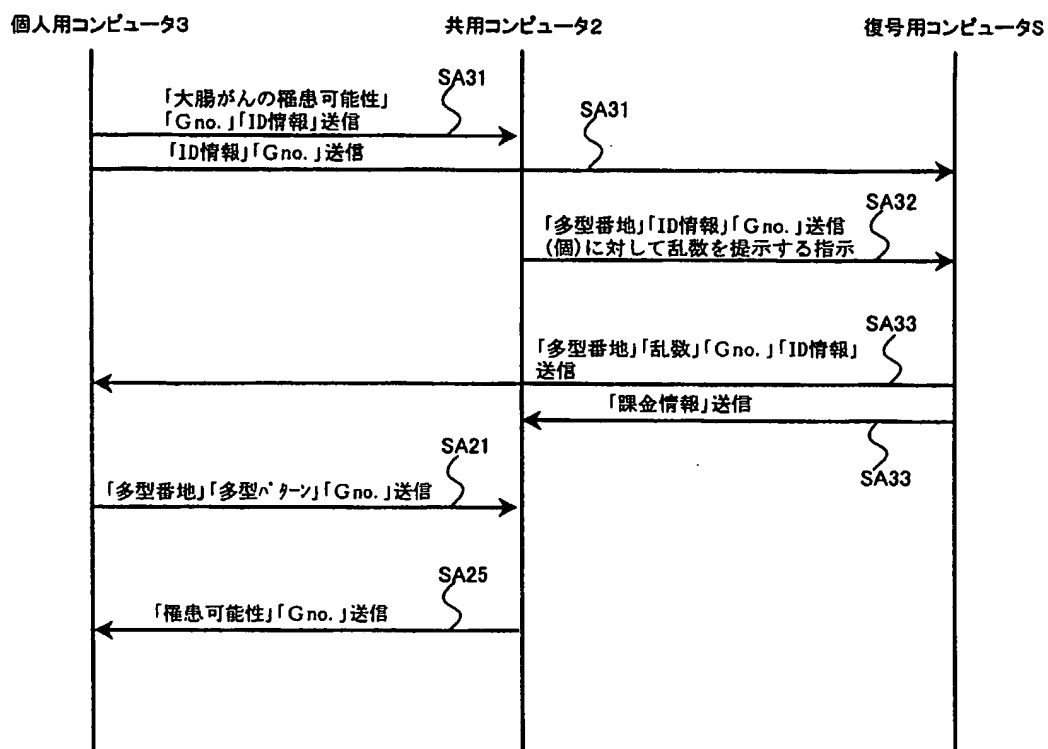 個人用コンピュータ3
共用コンピュータ2
復号用コンピュータS
SA31
「大腸がんの罹患可能性」
「Gno.」「ID情報」送信
SA31
「ID情報」「Gno.」送信
SA32
「多型番地」「ID情報」「Gno.」送信
(個)に対して乱数を提示する指示
SA33
「多型番地」「乱数」「Gno.」「ID情報」
送信
「課金情報」送信
SA33
SA21
「多型番地」「多型パターン」「Gno.」送信
SA25
「罹患可能性」「Gno.」送信